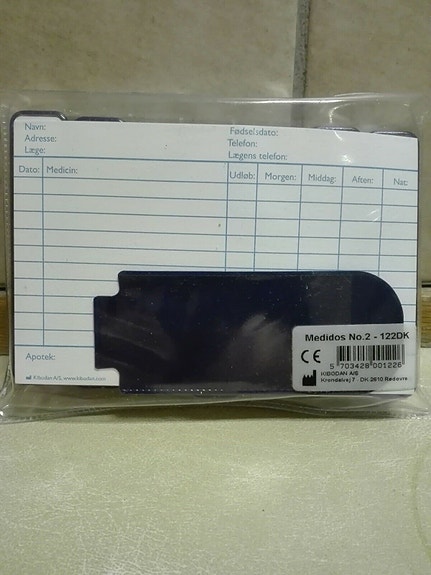 Navn: Fødselsdato:
Adresse: Telefon:
Læge: Lægens telefon:
Dato: Medicin: Udløb: Morgen: Middag: Aften: Nat:
Apotek:
Kibodan A/S, www.kibodan.com
Medidos No.2 - 122DK
CE
5 703428 001226
KIBODAN A/S
Krondalvej 7 . DK 2610 Rødovre